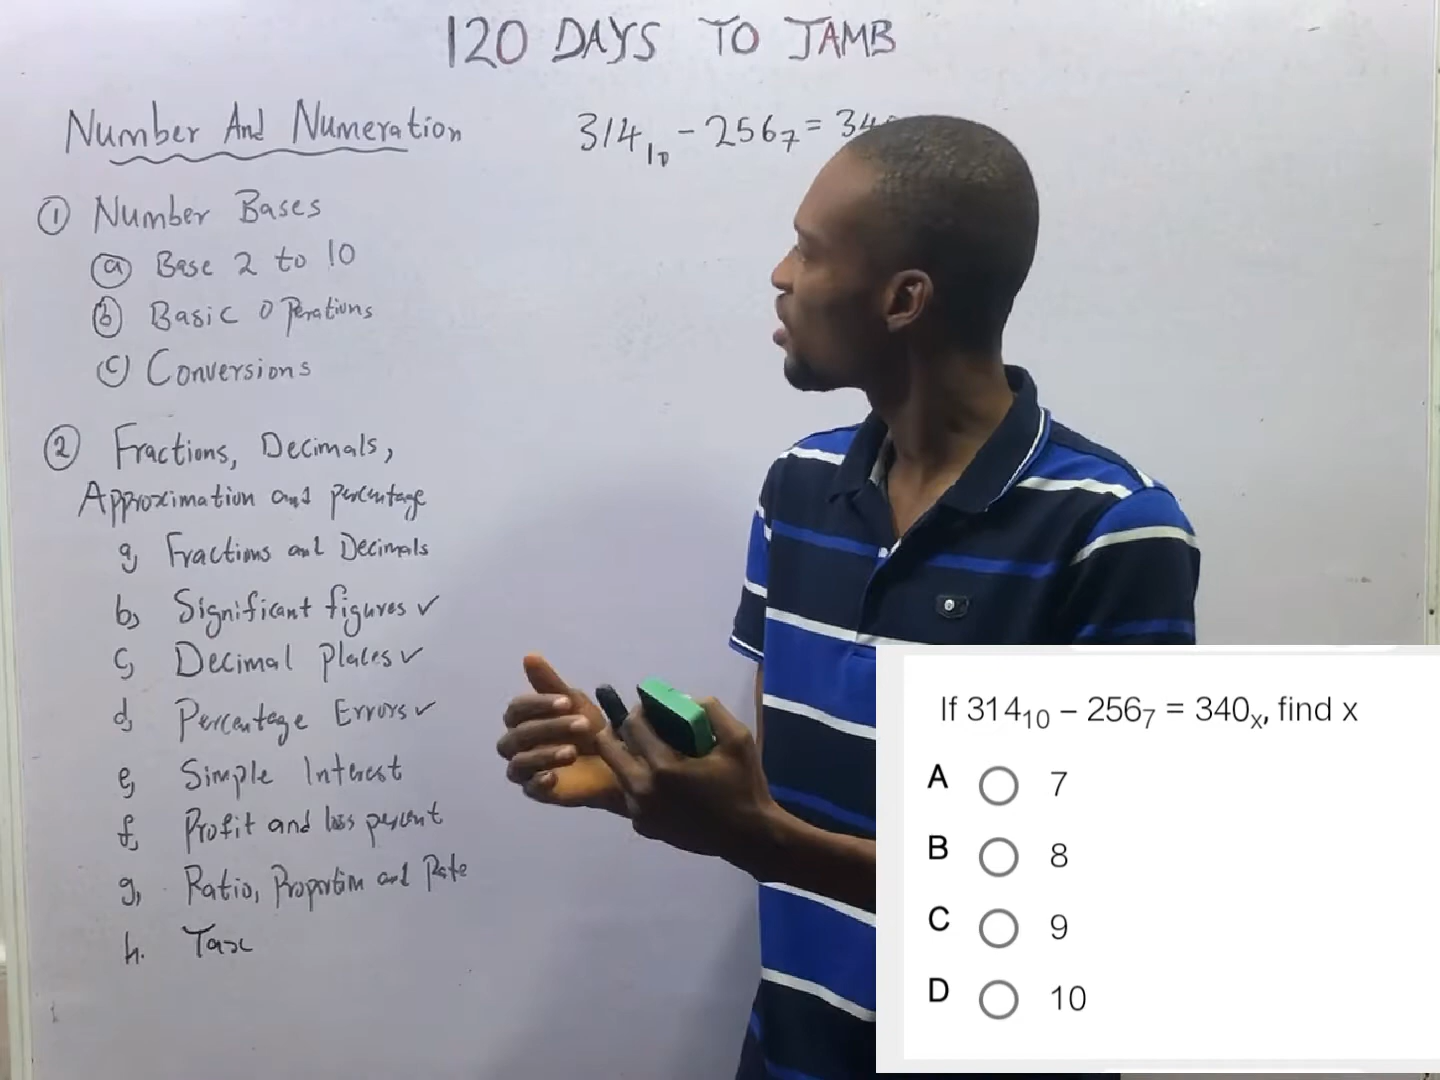 120 DAYS TO JAMB
Number And Numeration
① Number Bases
ⓐ Base 2 to 10
ⓑ Basic Operations
ⓒ Conversions
② Fractions, Decimals,
Approximation and percentage
a, Fractions and Decimals
b, Significant figures ✓
c, Decimal Places ✓
d, Percentage Errors ✓
e, Simple Interest
f, Profit and loss percent
g, Ratio, Proportion and Rate
h. Tax
314₁₀ - 256₇ = 34
If 314₁₀ – 256₇ = 340ₓ, find x
A 7
B 8
C 9
D 10